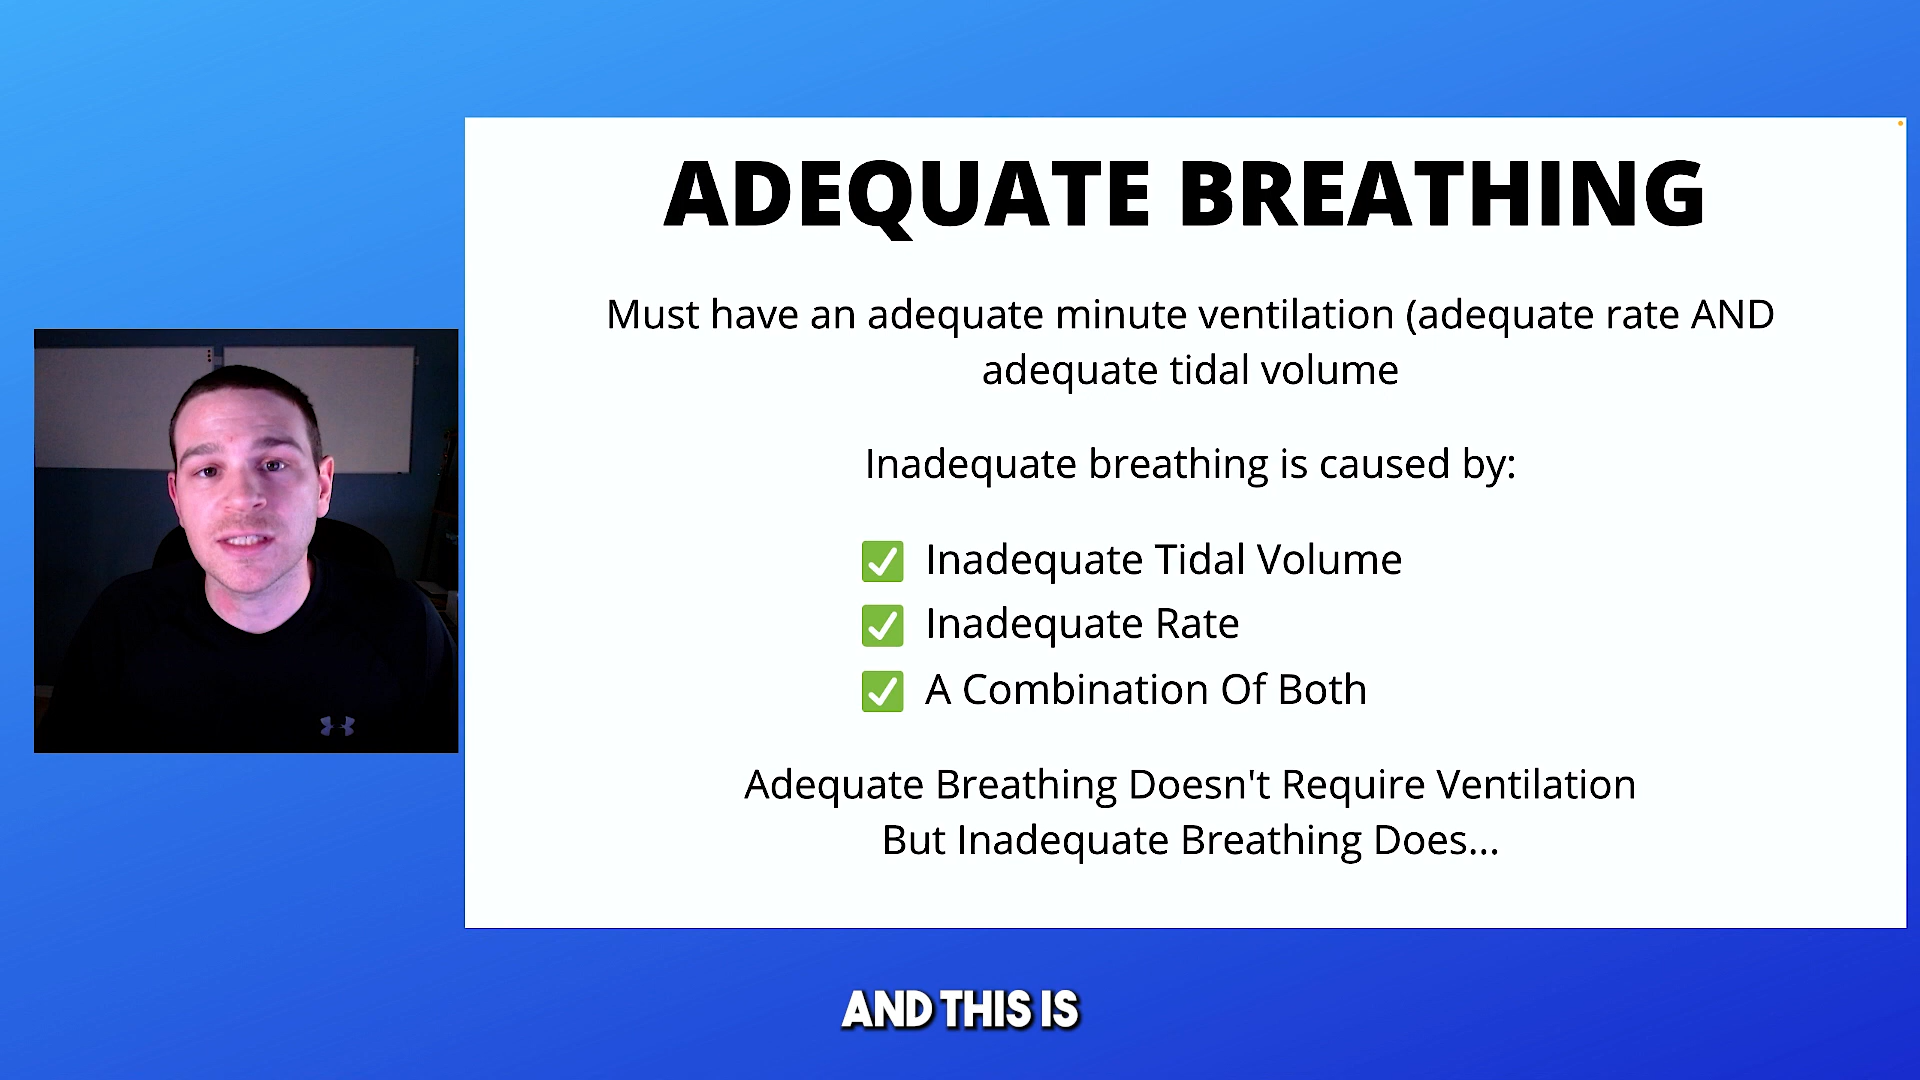 ADEQUATE BREATHING
Must have an adequate minute ventilation (adequate rate AND
adequate tidal volume
Inadequate breathing is caused by:
✅ Inadequate Tidal Volume
✅ Inadequate Rate
✅ A Combination Of Both
Adequate Breathing Doesn't Require Ventilation
But Inadequate Breathing Does...
AND THIS IS